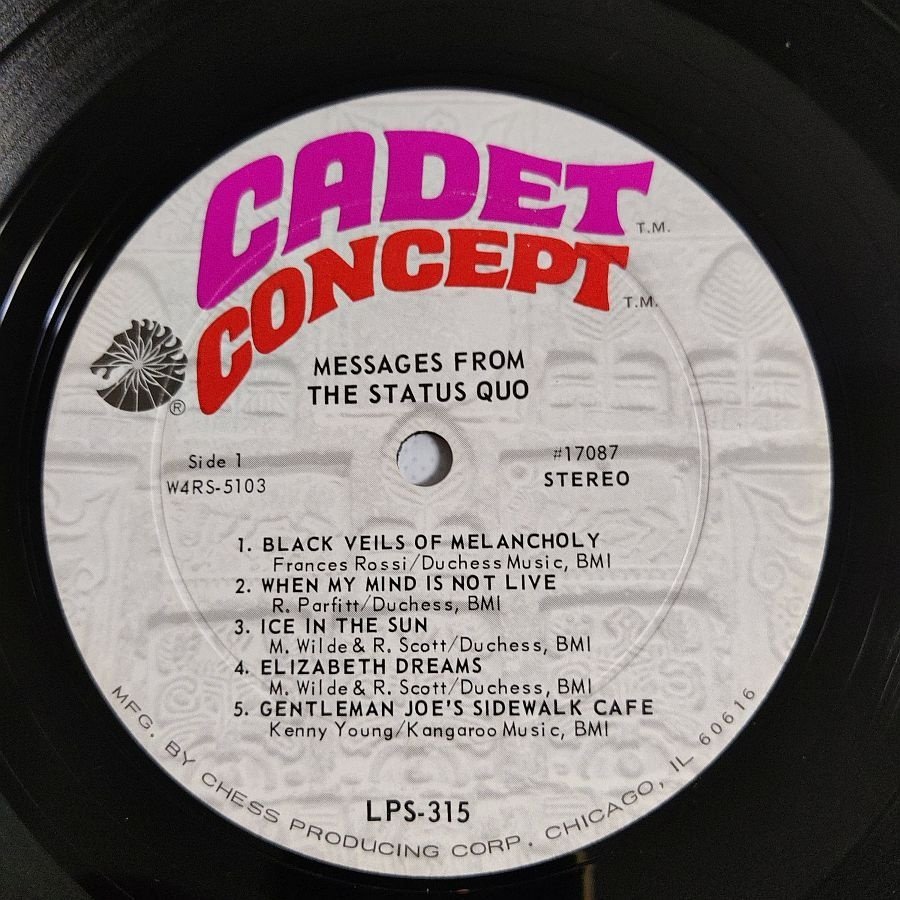 CADET T.M.
CONCEPT T.M.
MESSAGES FROM
THE STATUS QUO
®
Side 1
W4RS-5103
#17087
STEREO
1. BLACK VEILS OF MELANCHOLY
Frances Rossi/Duchess Music, BMI
2. WHEN MY MIND IS NOT LIVE
R. Parfitt/Duchess, BMI
3. ICE IN THE SUN
M. Wilde & R. Scott/Duchess, BMI
4. ELIZABETH DREAMS
M. Wilde & R. Scott/Duchess, BMI
5. GENTLEMAN JOE'S SIDEWALK CAFE
Kenny Young/Kangaroo Music, BMI
LPS-315
MFG. BY CHESS PRODUCING CORP. CHICAGO, IL 60616